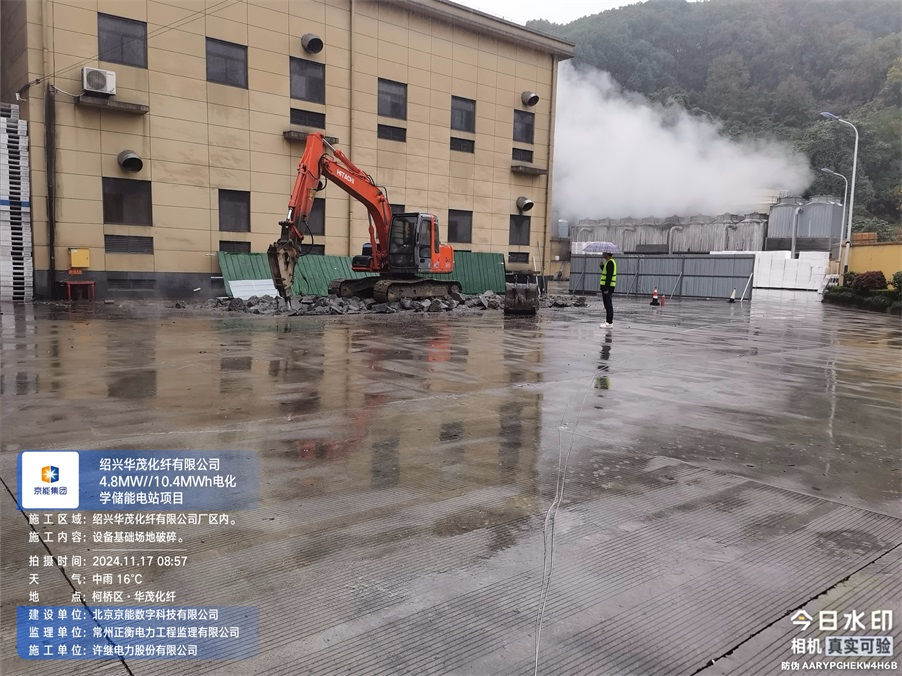 HITACHI
京能集团
绍兴华茂化纤有限公司
4.8MW//10.4MWh电化
学储能电站项目
施工区域：绍兴华茂化纤有限公司厂区内。
施工内容：设备基础场地破碎。
拍摄时间：2024.11.17 08:57
天 气：中雨 16℃
地 点：柯桥区·华茂化纤
建设单位：北京京能数字科技有限公司
监理单位：常州正衡电力工程监理有限公司
施工单位：许继电力股份有限公司
今日水印
相机 真实可验
防伪 AARYPGHEKW4H6B